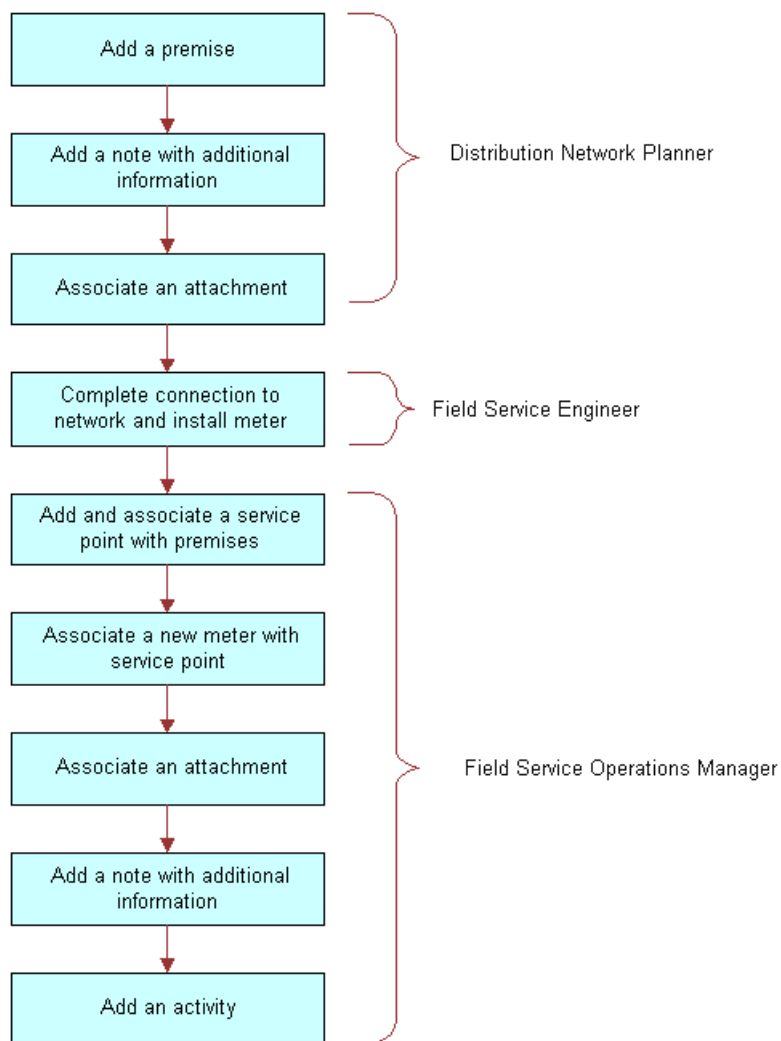 Add a premise
Distribution Network Planner
Add a note with additional
information
Associate an attachment
Complete connection to
network and install meter
Field Service Engineer
Add and associate a service
point with premises
Associate a new meter with
service point
Associate an attachment
Field Service Operations Manager
Add a note with additional
information
Add an activity